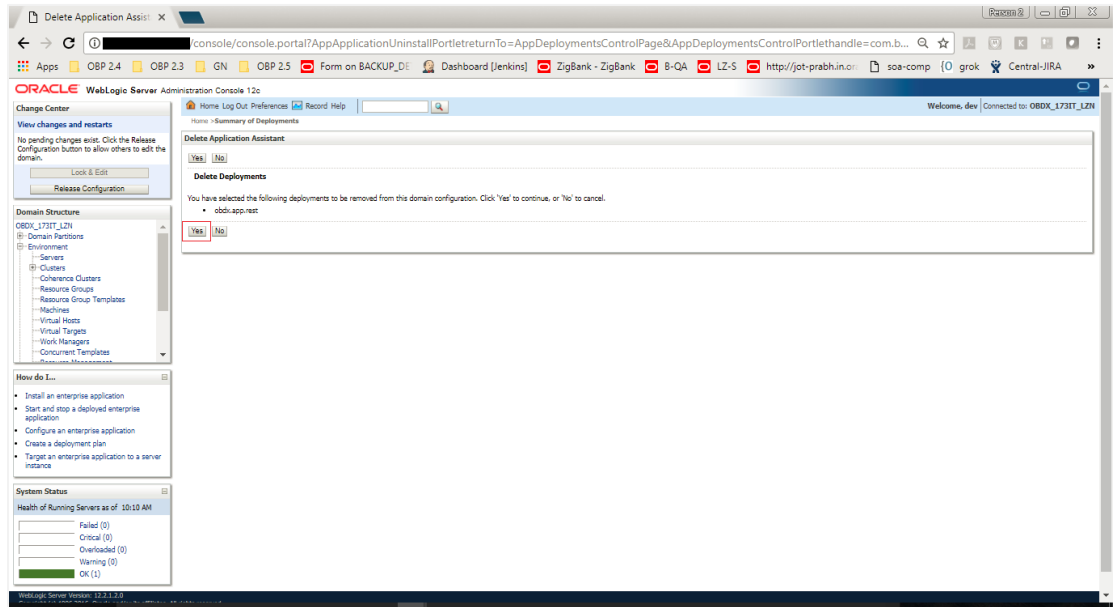 Delete Application Assist
Person 2
/console/console.portal?AppApplicationUninstallPortletreturnTo=AppDeploymentsControlPage&AppDeploymentsControlPortlethandle=com.b...
Apps OBP 2.4 OBP 2.3 GN OBP 2.5 Form on BACKUP_DE Dashboard [Jenkins] ZigBank - ZigBank B-QA LZ-S http://jot-prabh.in.or soa-comp {O} grok Central-JIRA »
ORACLE WebLogic Server Administration Console 12c
Change Center
View changes and restarts
No pending changes exist. Click the Release Configuration button to allow others to edit the domain.
Lock & Edit
Release Configuration
Domain Structure
OBDX_173IT_LZN
Domain Partitions
Environment
Servers
Clusters
Coherence Clusters
Resource Groups
Resource Group Templates
Machines
Virtual Hosts
Virtual Targets
Work Managers
Concurrent Templates
Resource Management
How do I...
Install an enterprise application
Start and stop a deployed enterprise application
Configure an enterprise application
Create a deployment plan
Target an enterprise application to a server instance
System Status
Health of Running Servers as of 10:10 AM
Failed (0)
Critical (0)
Overloaded (0)
Warning (0)
OK (1)
Home Log Out Preferences Record Help
Welcome, dev Connected to: OBDX_173IT_LZN
Home >Summary of Deployments
Delete Application Assistant
Yes No
Delete Deployments
You have selected the following deployments to be removed from this domain configuration. Click 'Yes' to continue, or 'No' to cancel.
obdx.app.rest
Yes No
WebLogic Server Version: 12.2.1.2.0